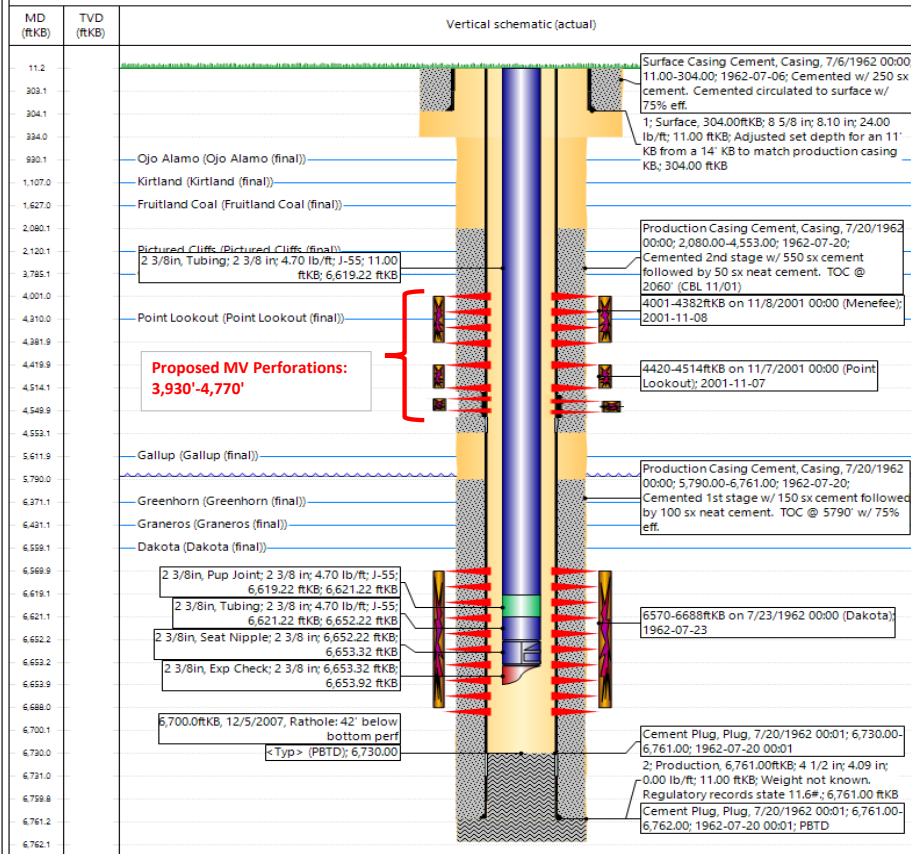 MD
(ftKB)
TVD
(ftKB)
Vertical schematic (actual)
11.2
303.1
304.1
334.0
930.1
1,107.0
1,627.0
2,080.1
2,120.1
3,785.1
4,001.0
4,310.0
4,381.9
4,419.9
4,514.1
4,549.9
4,553.1
5,611.9
5,790.0
6,371.1
6,431.1
6,559.1
6,569.9
6,619.1
6,621.1
6,652.2
6,653.2
6,653.9
6,688.0
6,700.1
6,730.0
6,731.0
6,759.8
6,761.2
6,762.1
Ojo Alamo (Ojo Alamo (final))
Kirtland (Kirtland (final))
Fruitland Coal (Fruitland Coal (final))
Pictured Cliffs (Pictured Cliffs (final))
2 3/8in, Tubing; 2 3/8 in; 4.70 lb/ft; J-55; 11.00
ftKB; 6,619.22 ftKB
Point Lookout (Point Lookout (final))
Proposed MV Perforations:
3,930'-4,770'
Gallup (Gallup (final))
Greenhorn (Greenhorn (final))
Graneros (Graneros (final))
Dakota (Dakota (final))
2 3/8in, Pup Joint; 2 3/8 in; 4.70 lb/ft; J-55;
6,619.22 ftKB; 6,621.22 ftKB
2 3/8in, Tubing; 2 3/8 in; 4.70 lb/ft; J-55;
6,621.22 ftKB; 6,652.22 ftKB
2 3/8in, Seat Nipple; 2 3/8 in; 6,652.22 ftKB;
6,653.32 ftKB
2 3/8in, Exp Check; 2 3/8 in; 6,653.32 ftKB;
6,653.92 ftKB
6,700.0ftKB, 12/5/2007, Rathole: 42' below
bottom perf
<Typ> (PBTD); 6,730.00
Surface Casing Cement, Casing, 7/6/1962 00:00;
11.00-304.00; 1962-07-06; Cemented w/ 250 sx
cement. Cemented circulated to surface w/
75% eff.
1; Surface, 304.00ftKB; 8 5/8 in; 8.10 in; 24.00
lb/ft; 11.00 ftKB; Adjusted set depth for an 11'
KB from a 14' KB to match production casing
KB.; 304.00 ftKB
Production Casing Cement, Casing, 7/20/1962
00:00; 2,080.00-4,553.00; 1962-07-20;
Cemented 2nd stage w/ 550 sx cement
followed by 50 sx neat cement. TOC @
2060' (CBL 11/01)
4001-4382ftKB on 11/8/2001 00:00 (Menefee);
2001-11-08
4420-4514ftKB on 11/7/2001 00:00 (Point
Lookout); 2001-11-07
Production Casing Cement, Casing, 7/20/1962
00:00; 5,790.00-6,761.00; 1962-07-20;
Cemented 1st stage w/ 150 sx cement followed
by 100 sx neat cement. TOC @ 5790' w/ 75%
eff.
6570-6688ftKB on 7/23/1962 00:00 (Dakota);
1962-07-23
Cement Plug, Plug, 7/20/1962 00:01; 6,730.00-
6,761.00; 1962-07-20 00:01
2; Production, 6,761.00ftKB; 4 1/2 in; 4.09 in;
0.00 lb/ft; 11.00 ftKB; Weight not known.
Regulatory records state 11.6#.; 6,761.00 ftKB
Cement Plug, Plug, 7/20/1962 00:01; 6,761.00-
6,762.00; 1962-07-20 00:01; PBTD